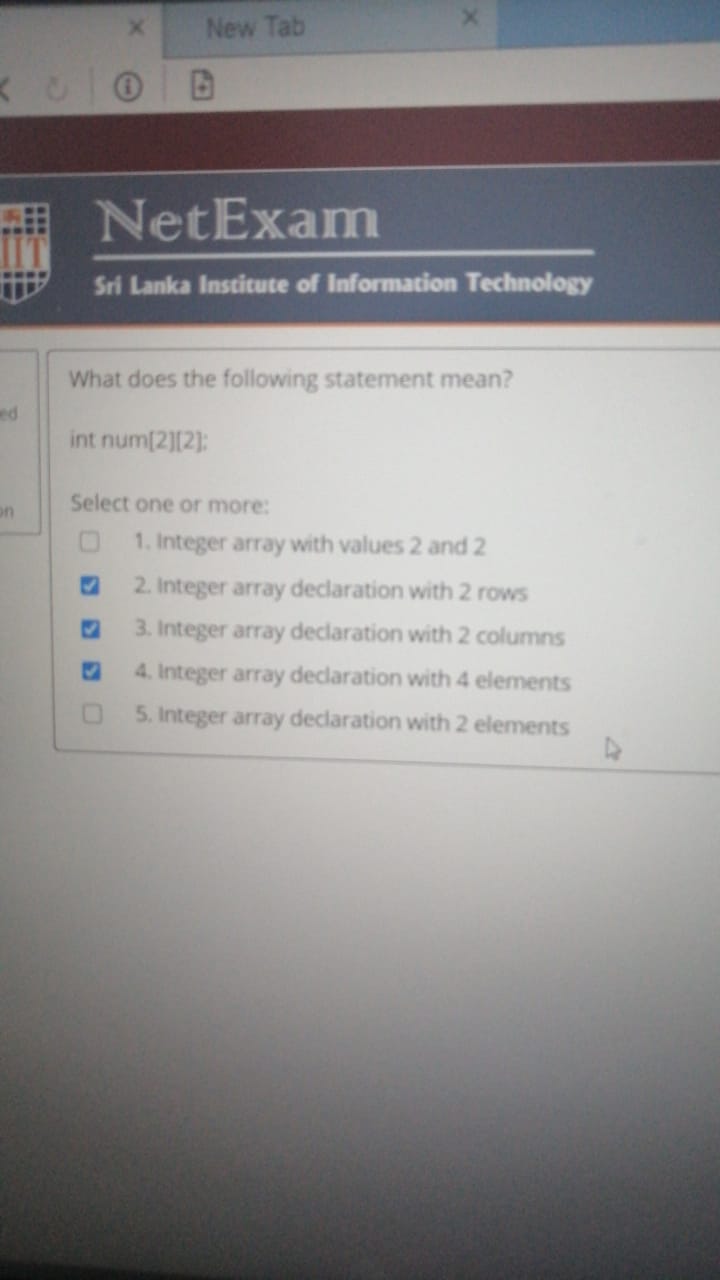 New Tab
IIT
NetExam
Sri Lanka Institute of Information Technology
What does the following statement mean?
ed
int num[2][2];
on
Select one or more:
1. Integer array with values 2 and 2
2. Integer array declaration with 2 rows
3. Integer array declaration with 2 columns
4. Integer array declaration with 4 elements
5. Integer array declaration with 2 elements